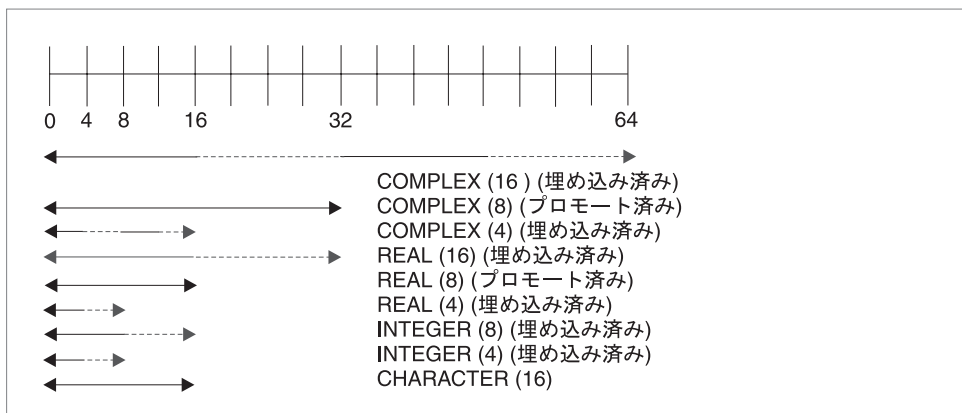 0 4 8 16 32 64
COMPLEX (16 ) (埋め込み済み)
COMPLEX (8) (プロモート済み)
COMPLEX (4) (埋め込み済み)
REAL (16) (埋め込み済み)
REAL (8) (プロモート済み)
REAL (4) (埋め込み済み)
INTEGER (8) (埋め込み済み)
INTEGER (4) (埋め込み済み)
CHARACTER (16)